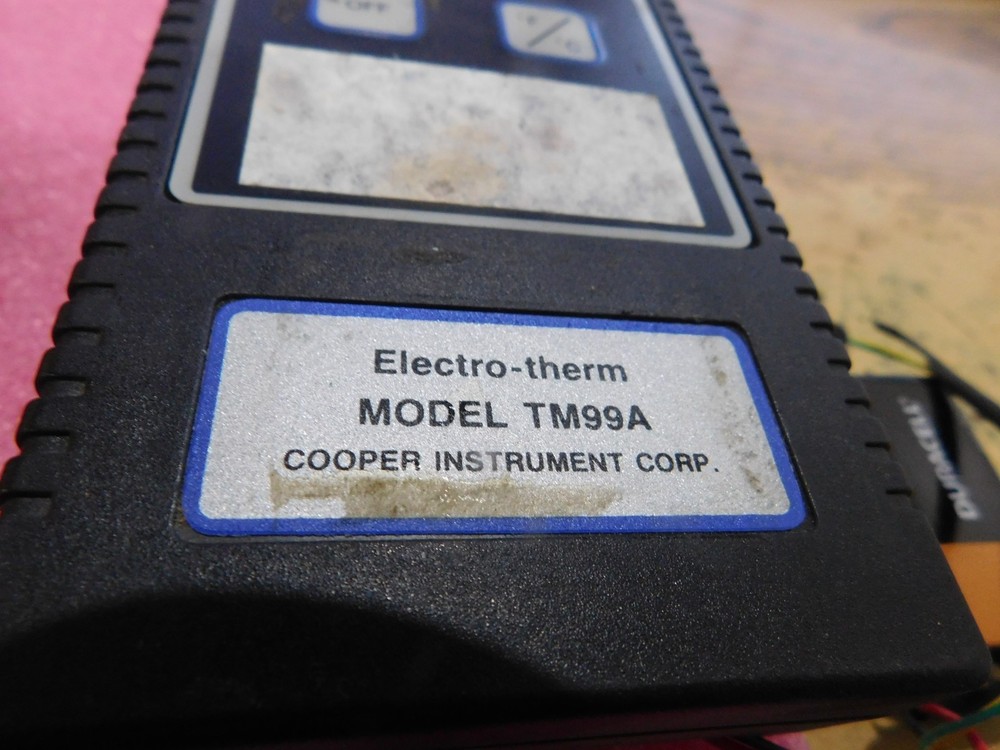 OFF
°F/°C
Electro-therm
MODEL TM99A
COOPER INSTRUMENT CORP.
DURACELL